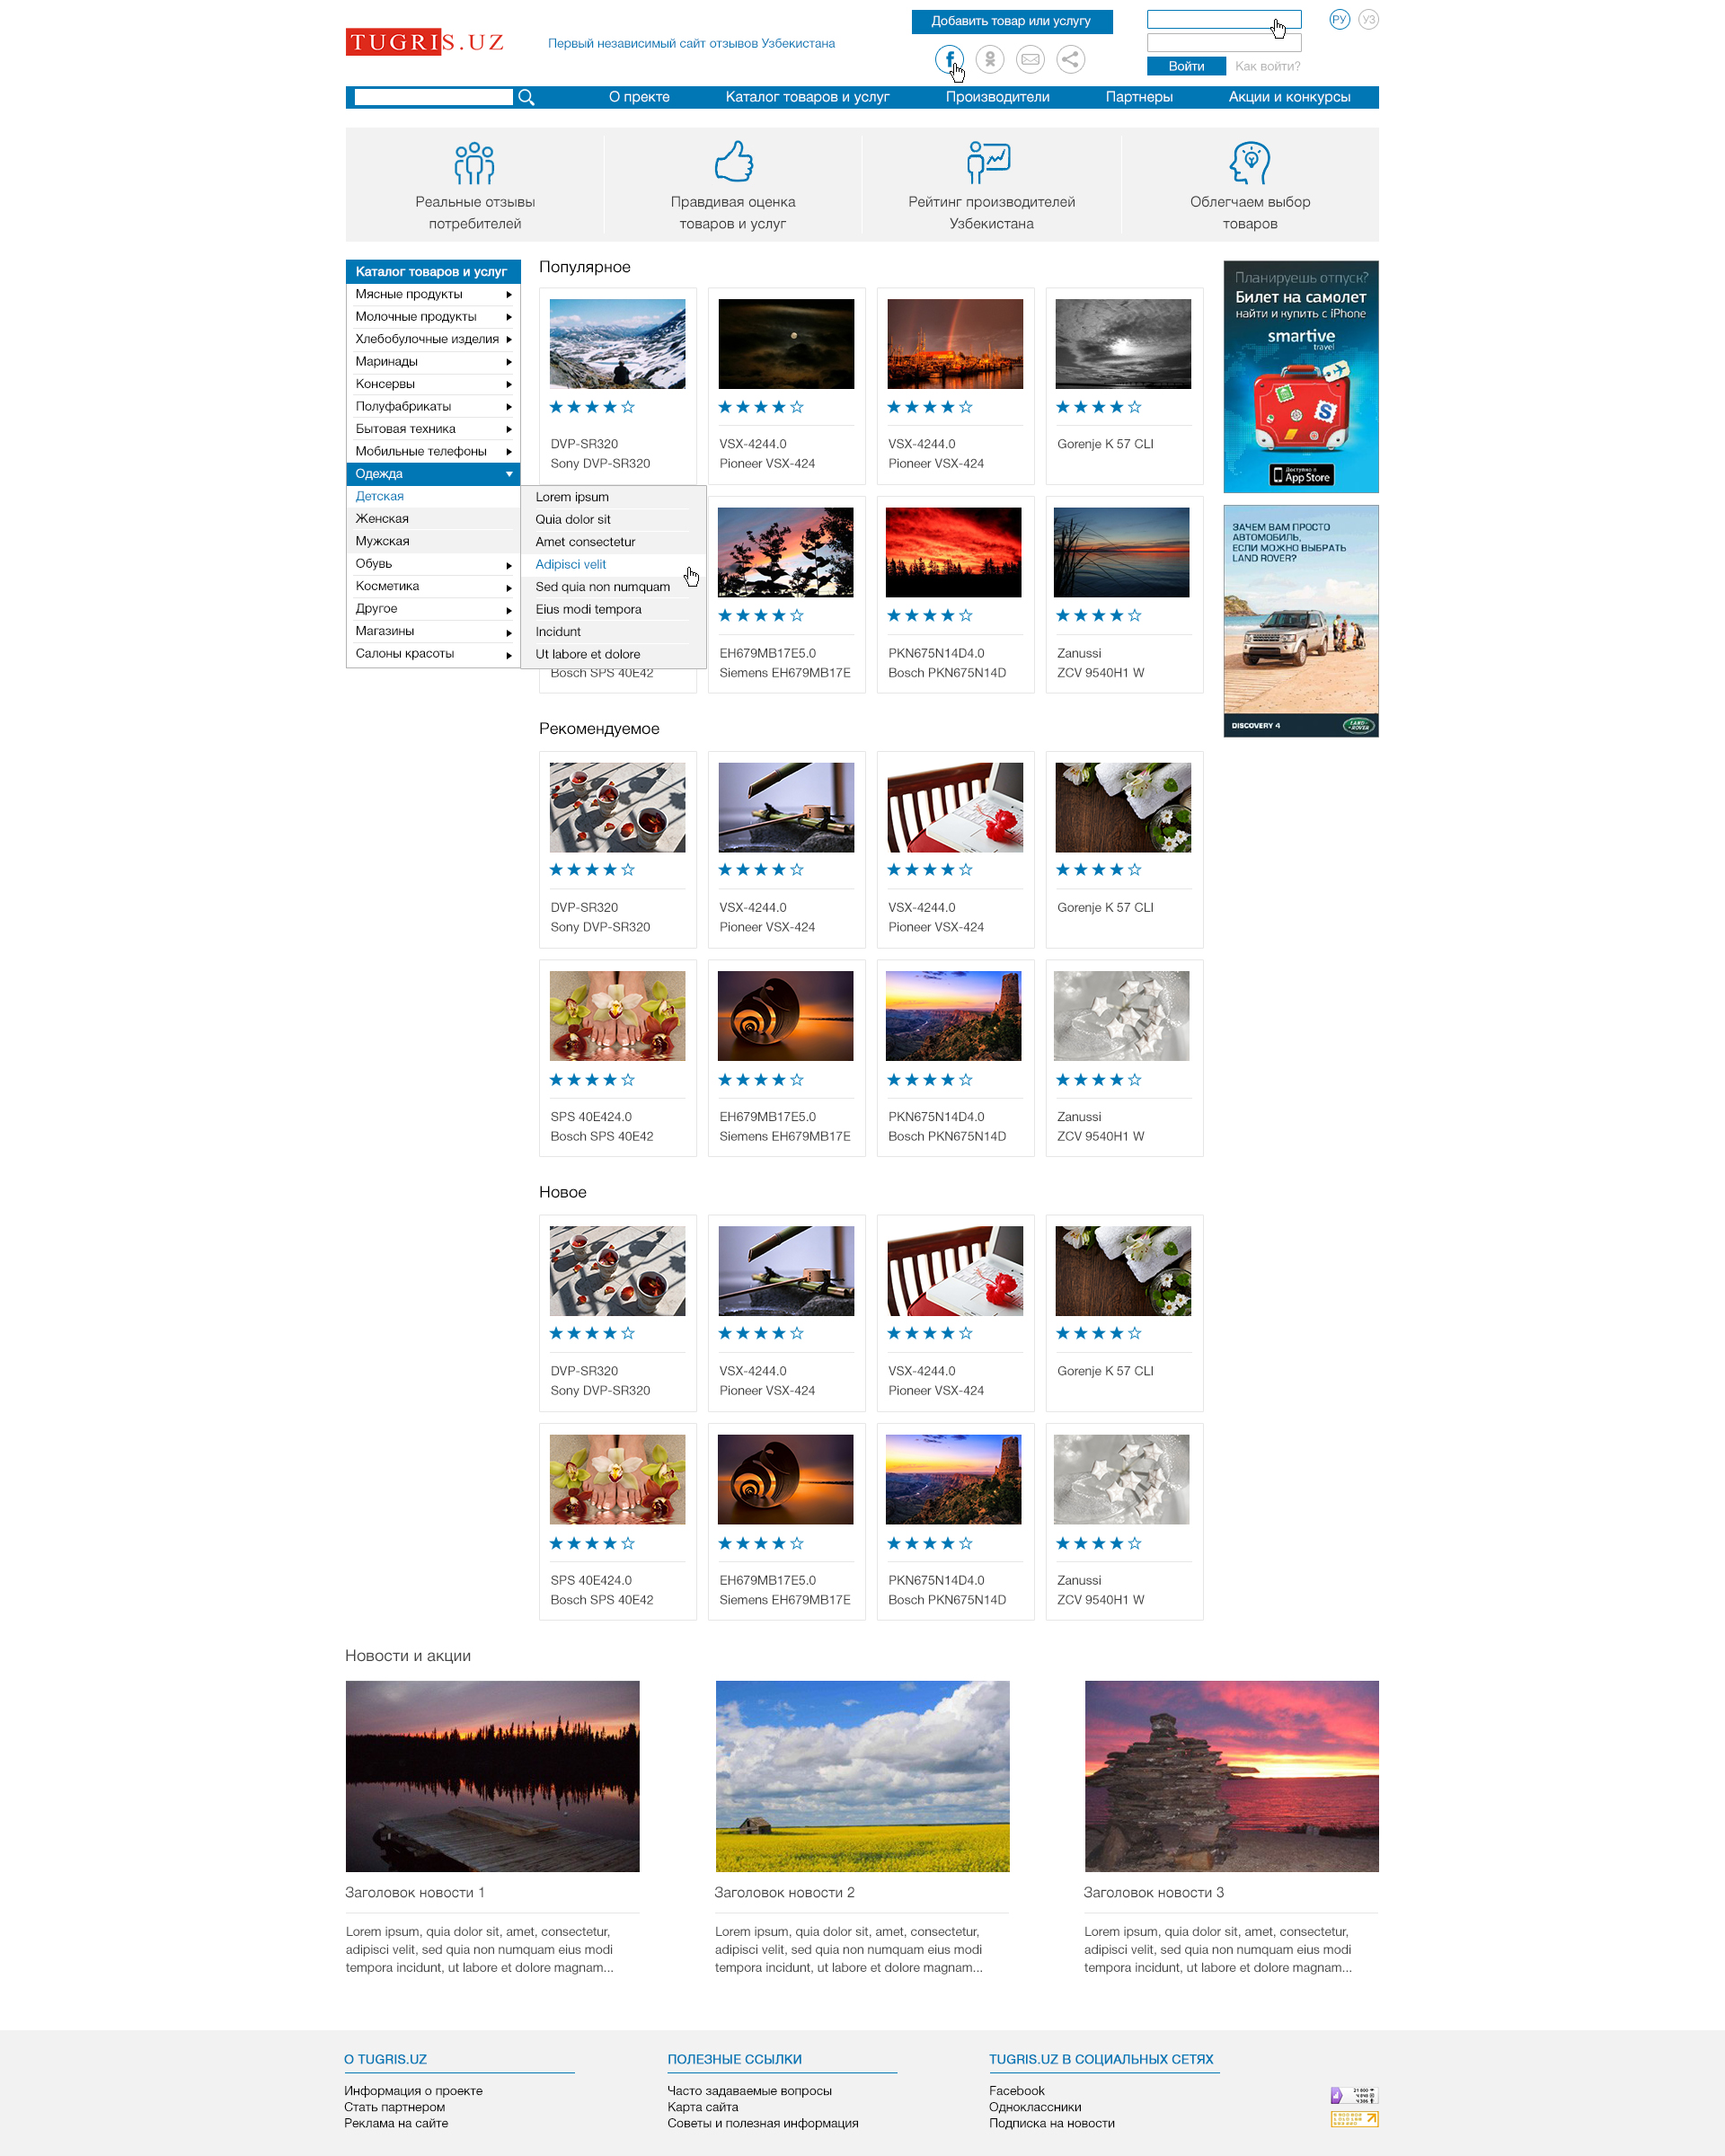 TUGRIS.UZ
Первый независимый сайт отзывов Узбекистана
Добавить товар или услугу
Войти
Как войти?
РУ
УЗ
О пректе
Каталог товаров и услуг
Производители
Партнеры
Акции и конкурсы
Реальные отзывы
потребителей
Правдивая оценка
товаров и услуг
Рейтинг производителей
Узбекистана
Облегчаем выбор
товаров
Каталог товаров и услуг
Мясные продукты
Молочные продукты
Хлебобулочные изделия
Маринады
Консервы
Полуфабрикаты
Бытовая техника
Мобильные телефоны
Одежда
Детская
Женская
Мужская
Обувь
Косметика
Другое
Магазины
Салоны красоты
Lorem ipsum
Quia dolor sit
Amet consectetur
Adipisci velit
Sed quia non numquam
Eius modi tempora
Incidunt
Ut labore et dolore
Популярное
DVP-SR320
Sony DVP-SR320
VSX-4244.0
Pioneer VSX-424
VSX-4244.0
Pioneer VSX-424
Gorenje K 57 CLI
Bosch SPS 40E42
EH679MB17E5.0
Siemens EH679MB17E
PKN675N14D4.0
Bosch PKN675N14D
Zanussi
ZCV 9540H1 W
Планируешь отпуск?
Билет на самолет
найти и купить с iPhone
smartive
travel
S
Доступно в
App Store
ЗАЧЕМ ВАМ ПРОСТО
АВТОМОБИЛЬ,
ЕСЛИ МОЖНО ВЫБРАТЬ
LAND ROVER?
DISCOVERY 4
LAND-
ROVER
Рекомендуемое
DVP-SR320
Sony DVP-SR320
VSX-4244.0
Pioneer VSX-424
VSX-4244.0
Pioneer VSX-424
Gorenje K 57 CLI
SPS 40E424.0
Bosch SPS 40E42
EH679MB17E5.0
Siemens EH679MB17E
PKN675N14D4.0
Bosch PKN675N14D
Zanussi
ZCV 9540H1 W
Новое
DVP-SR320
Sony DVP-SR320
VSX-4244.0
Pioneer VSX-424
VSX-4244.0
Pioneer VSX-424
Gorenje K 57 CLI
SPS 40E424.0
Bosch SPS 40E42
EH679MB17E5.0
Siemens EH679MB17E
PKN675N14D4.0
Bosch PKN675N14D
Zanussi
ZCV 9540H1 W
Новости и акции
Заголовок новости 1
Lorem ipsum, quia dolor sit, amet, consectetur,
adipisci velit, sed quia non numquam eius modi
tempora incidunt, ut labore et dolore magnam...
Заголовок новости 2
Lorem ipsum, quia dolor sit, amet, consectetur,
adipisci velit, sed quia non numquam eius modi
tempora incidunt, ut labore et dolore magnam...
Заголовок новости 3
Lorem ipsum, quia dolor sit, amet, consectetur,
adipisci velit, sed quia non numquam eius modi
tempora incidunt, ut labore et dolore magnam...
О TUGRIS.UZ
Информация о проекте
Стать партнером
Реклама на сайте
ПОЛЕЗНЫЕ ССЫЛКИ
Часто задаваемые вопросы
Карта сайта
Советы и полезная информация
TUGRIS.UZ В СОЦИАЛЬНЫХ СЕТЯХ
Facebook
Одноклассники
Подписка на новости